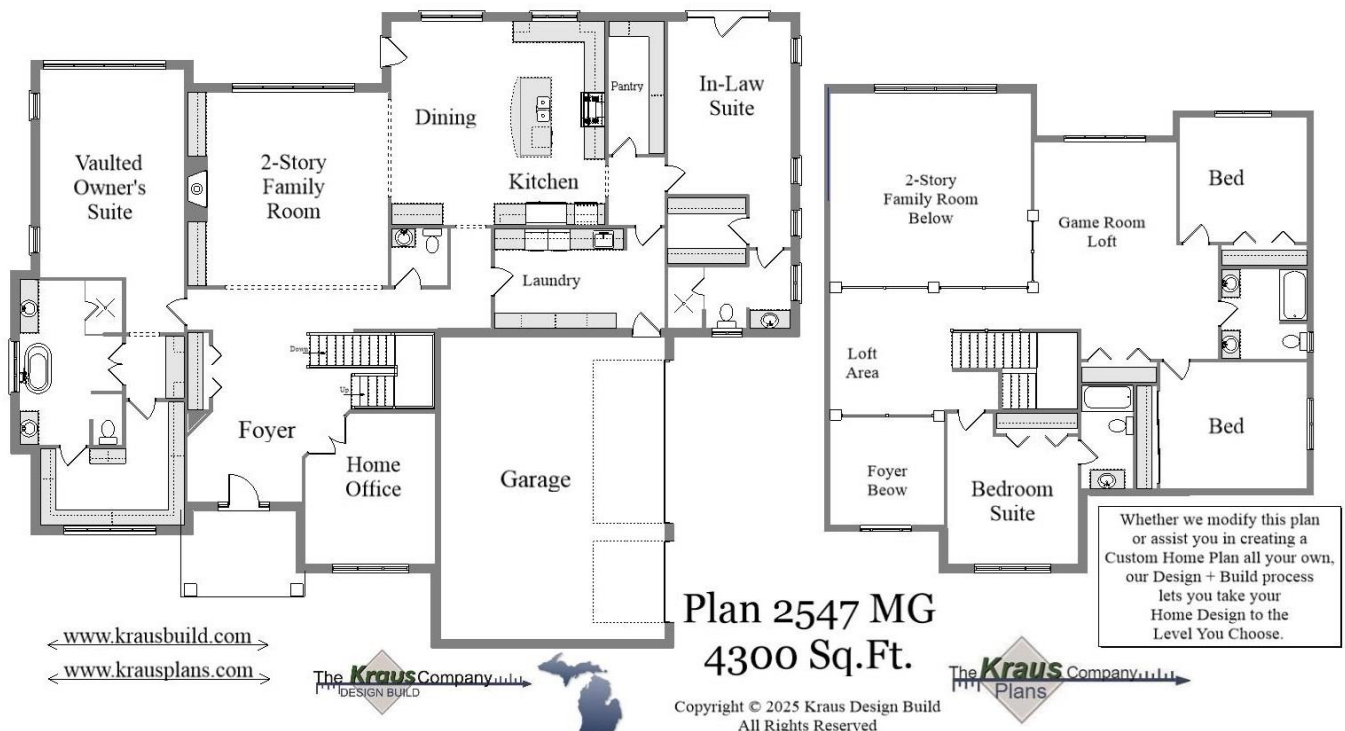 Vaulted
Owner's
Suite
2-Story
Family
Room
Dining
Kitchen
Pantry
In-Law
Suite
Laundry
Down
Up
Foyer
Home
Office
Garage
2-Story
Family Room
Below
Game Room
Loft
Bed
Loft
Area
Foyer
Beow
Bedroom
Suite
Bed
Whether we modify this plan
or assist you in creating a
Custom Home Plan all your own,
our Design + Build process
lets you take your
Home Design to the
Level You Choose.
Plan 2547 MG
4300 Sq.Ft.
www.krausbuild.com
www.krausplans.com
The Kraus Company
DESIGN BUILD
Copyright © 2025 Kraus Design Build
All Rights Reserved
The Kraus Company
Plans